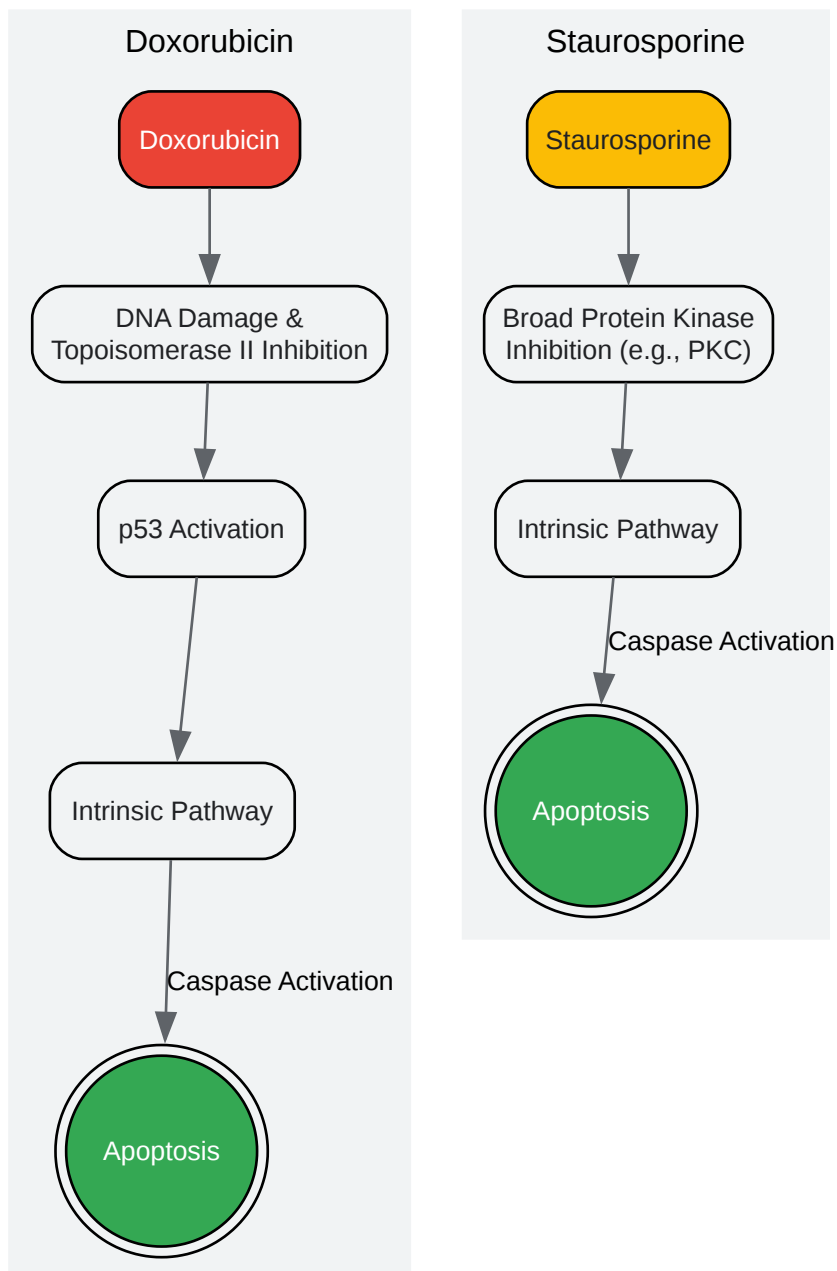 Doxorubicin
Doxorubicin
DNA Damage &
Topoisomerase II Inhibition
p53 Activation
Intrinsic Pathway
Caspase Activation
Apoptosis
Staurosporine
Staurosporine
Broad Protein Kinase
Inhibition (e.g., PKC)
Intrinsic Pathway
Caspase Activation
Apoptosis